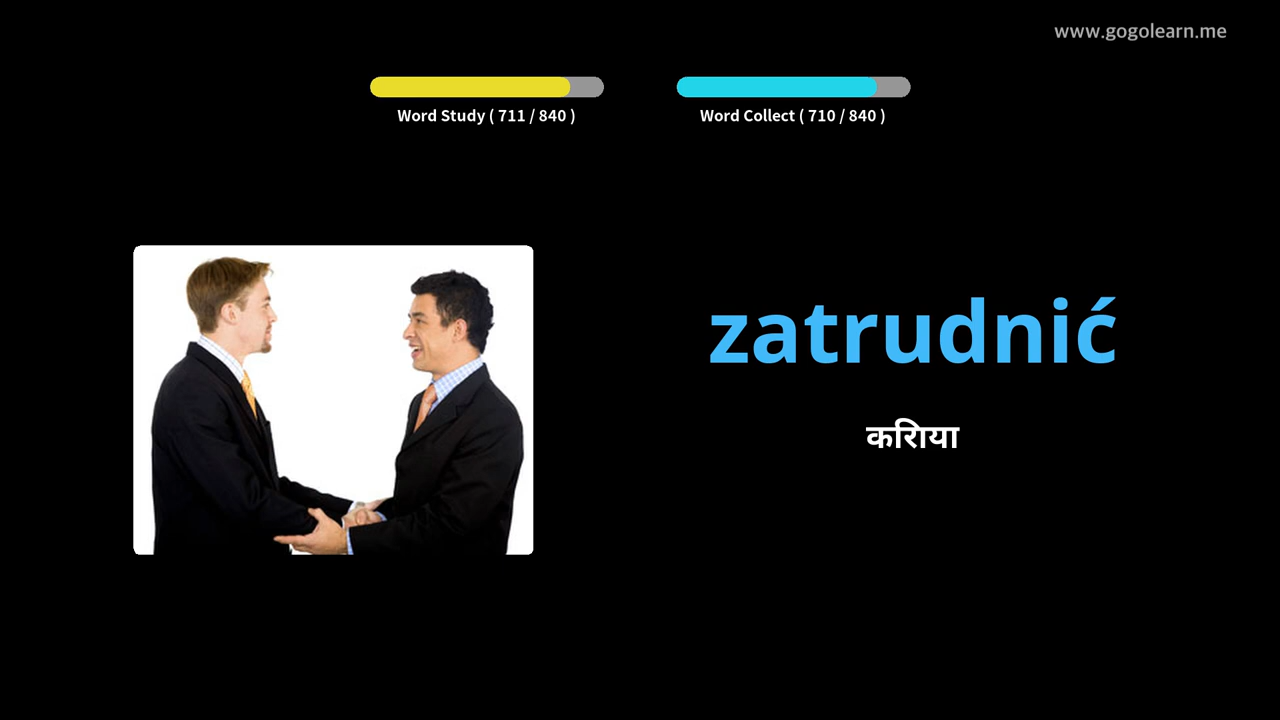 www.gogolearn.me
Word Study ( 711 / 840 )
Word Collect ( 710 / 840 )
zatrudnić
करिाया